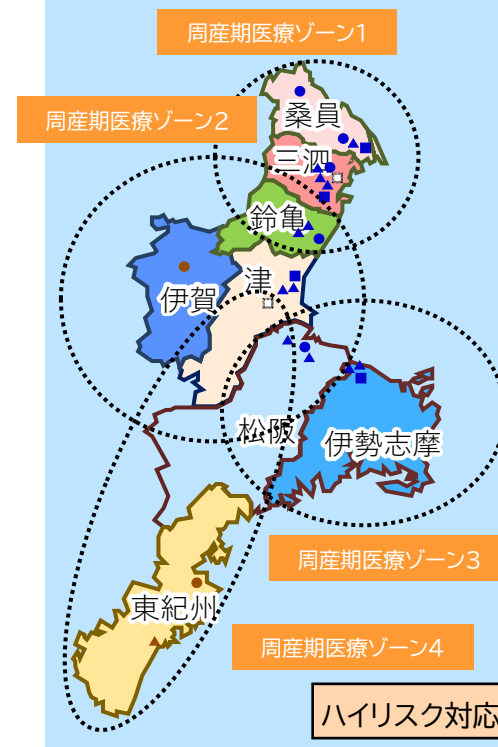 周産期医療ゾーン1
周産期医療ゾーン2
桑員
三泗
鈴亀
津
伊賀
松阪
伊勢志摩
周産期医療ゾーン3
東紀州
周産期医療ゾーン4
ハイリスク対応